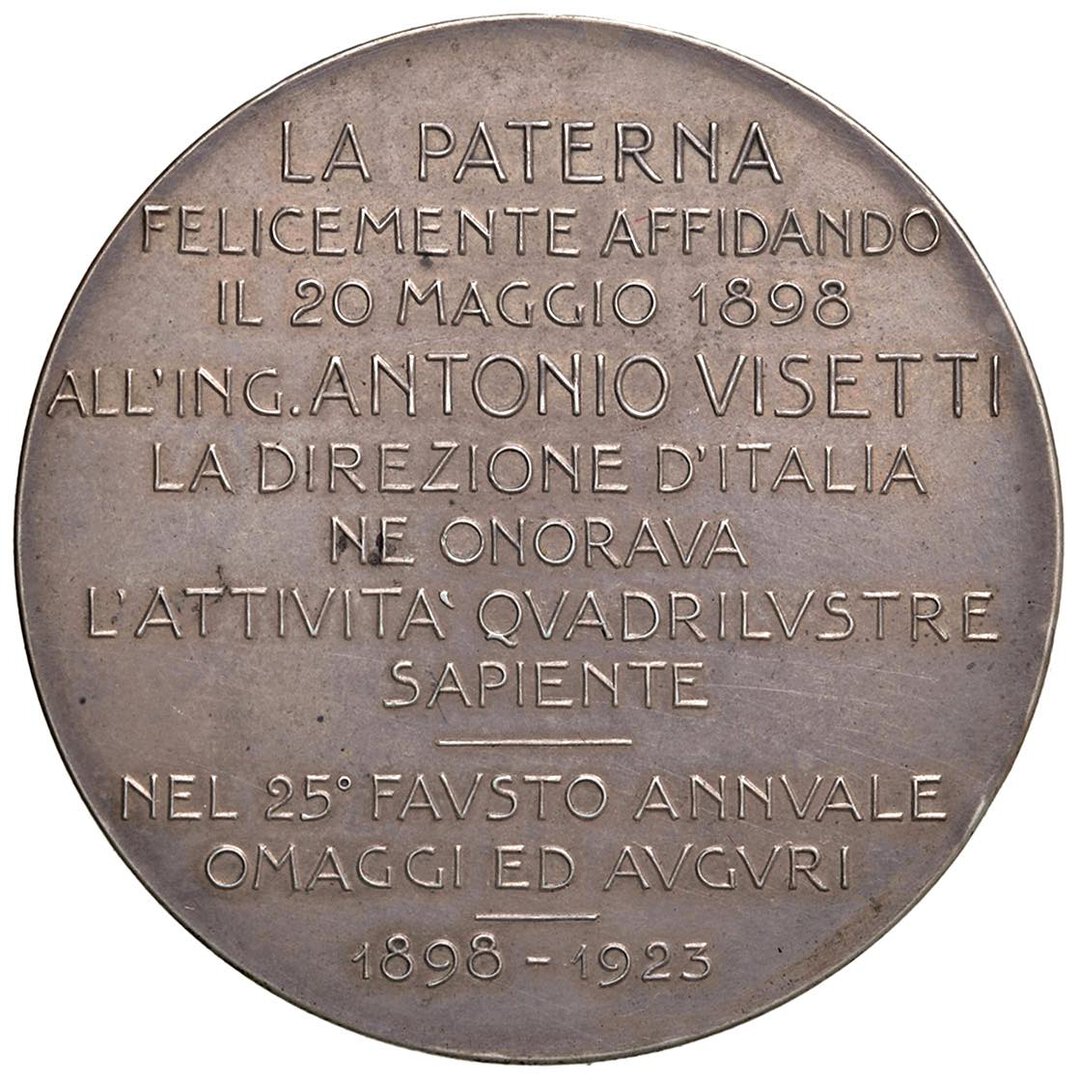 LA PATERNA
FELICEMENTE AFFIDANDO
IL 20 MAGGIO 1898
ALL'ING. ANTONIO VISETTI
LA DIREZIONE D'ITALIA
NE ONORAVA
L'ATTIVITA' QVADRILVSTRE
SAPIENTE
NEL 25° FAVSTO ANNVALE
OMAGGI ED AVGVRI
1898 - 1923